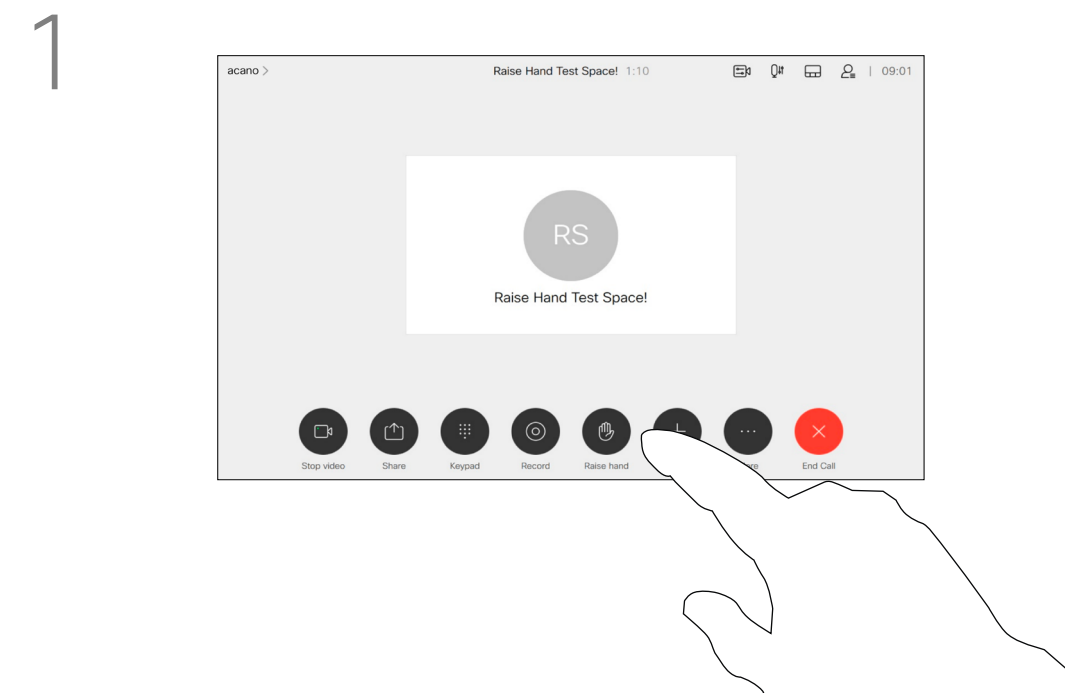 1
acano > Raise Hand Test Space! 1:10 | 09:01
RS
Raise Hand Test Space!
Stop video Share Keypad Record Raise hand End Call